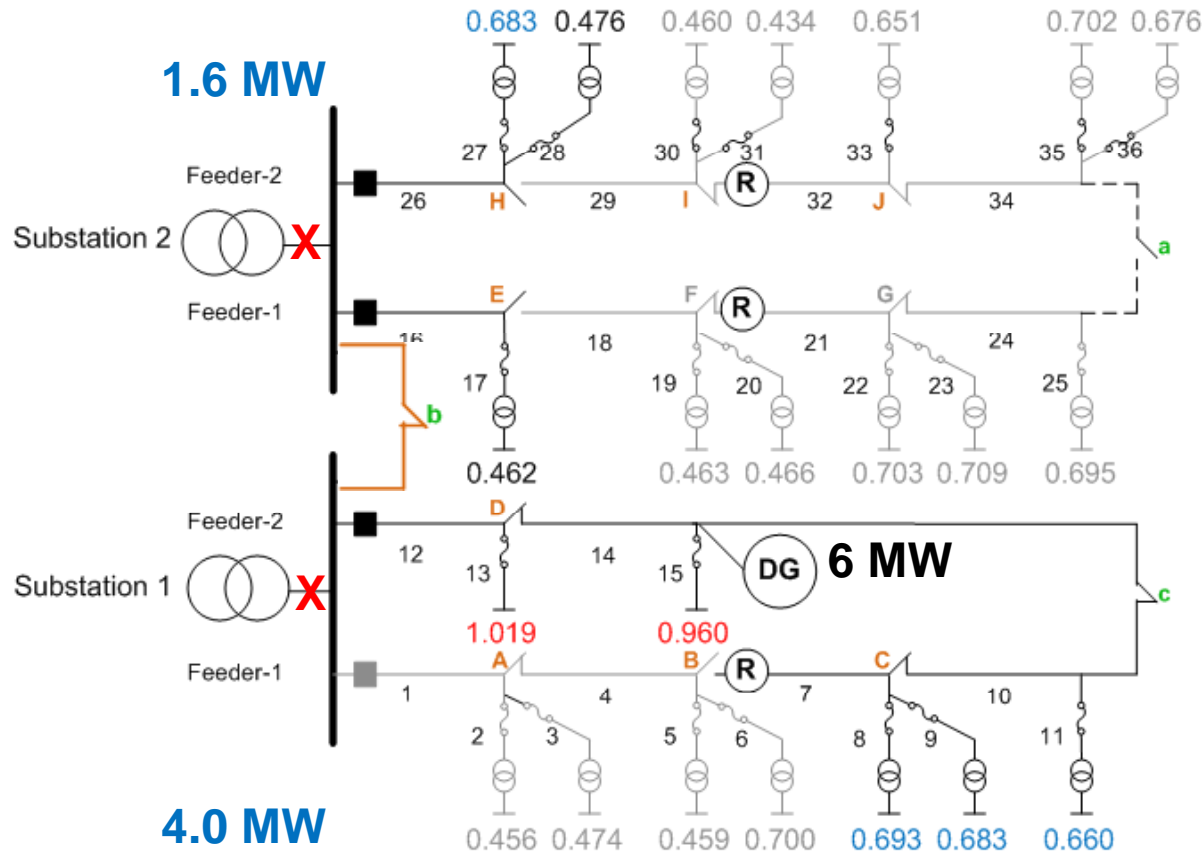 0.683 0.476 0.460 0.434 0.651 0.702 0.676
1.6 MW
27 28 30 31 33 35 36
Feeder-2
R
26 H 29 I 32 J 34
Substation 2 X
a
Feeder-1
E F G
R
16 18 21 24
17 19 20 22 23 25
b
0.462 0.463 0.466 0.703 0.709 0.695
D
Feeder-2
12 14
13 15 DG 6 MW
Substation 1 X
c
1.019 0.960
Feeder-1
A B R C
1 4 7 10
2 3 5 6 8 9 11
4.0 MW
0.456 0.474 0.459 0.700 0.693 0.683 0.660